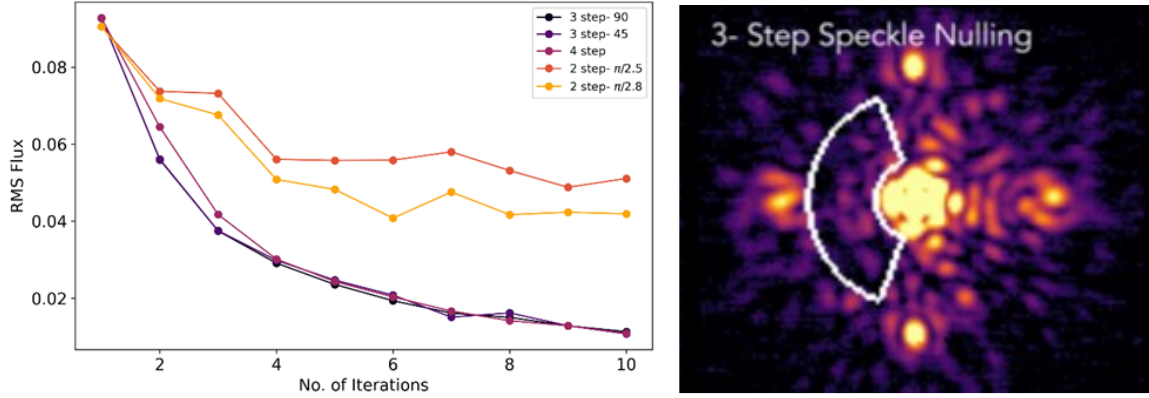 3 step- 90
3 step- 45
4 step
2 step- π/2.5
2 step- π/2.8
0.08
0.06
0.04
0.02
RMS Flux
2 4 6 8 10
No. of Iterations
3- Step Speckle Nulling